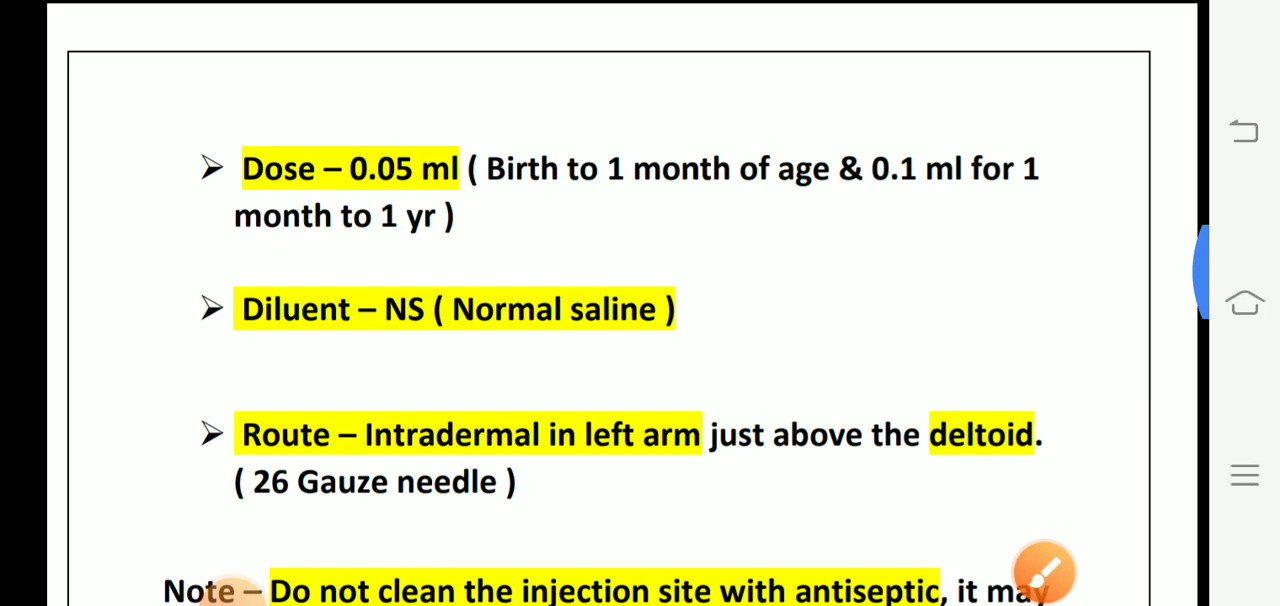 ➢ Dose – 0.05 ml ( Birth to 1 month of age & 0.1 ml for 1
month to 1 yr )
➢ Diluent – NS ( Normal saline )
➢ Route – Intradermal in left arm just above the deltoid.
( 26 Gauze needle )
Note – Do not clean the injection site with antiseptic, it may